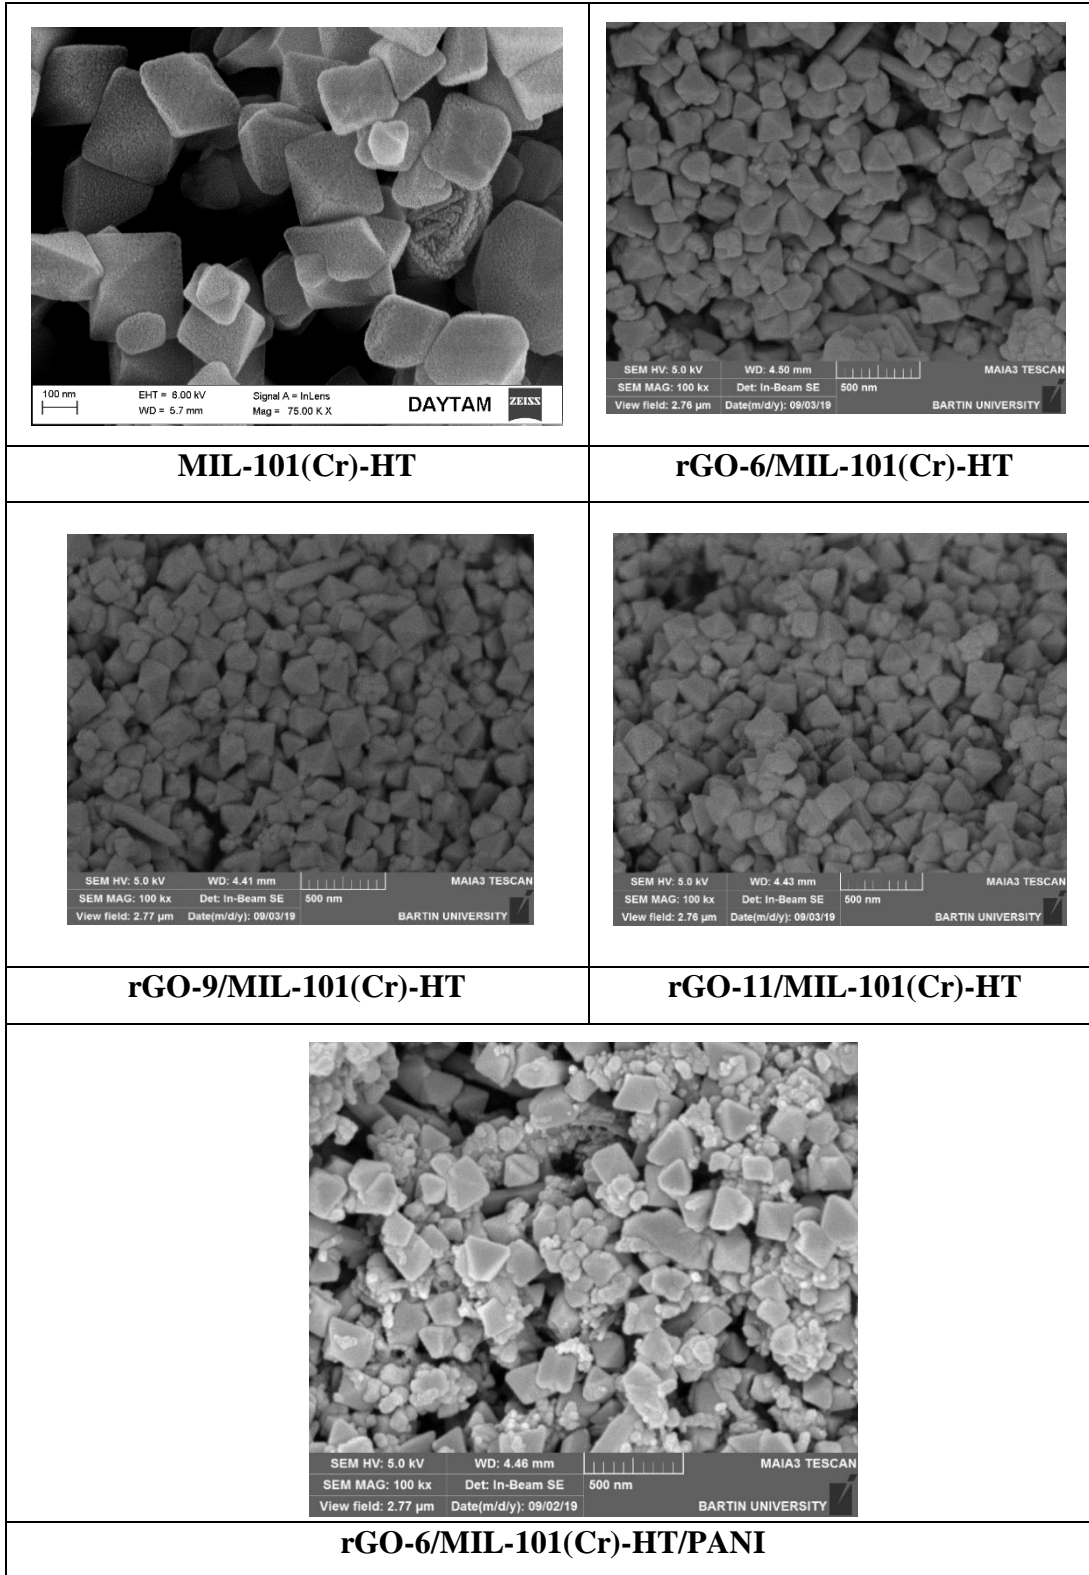 100 nm
EHT = 6.00 kV Signal A = InLens
WD = 5.7 mm Mag = 75.00 K X
DAYTAM
ZEISS
SEM HV: 5.0 kV WD: 4.50 mm MAIA3 TESCAN
SEM MAG: 100 kx Det: In-Beam SE 500 nm
View field: 2.76 µm Date(m/d/y): 09/03/19 BARTIN UNIVERSITY
MIL-101(Cr)-HT
rGO-6/MIL-101(Cr)-HT
SEM HV: 5.0 kV WD: 4.41 mm MAIA3 TESCAN
SEM MAG: 100 kx Det: In-Beam SE 500 nm
View field: 2.77 µm Date(m/d/y): 09/03/19 BARTIN UNIVERSITY
SEM HV: 5.0 kV WD: 4.43 mm MAIA3 TESCAN
SEM MAG: 100 kx Det: In-Beam SE 500 nm
View field: 2.76 µm Date(m/d/y): 09/03/19 BARTIN UNIVERSITY
rGO-9/MIL-101(Cr)-HT
rGO-11/MIL-101(Cr)-HT
SEM HV: 5.0 kV WD: 4.46 mm MAIA3 TESCAN
SEM MAG: 100 kx Det: In-Beam SE 500 nm
View field: 2.77 µm Date(m/d/y): 09/02/19 BARTIN UNIVERSITY
rGO-6/MIL-101(Cr)-HT/PANI